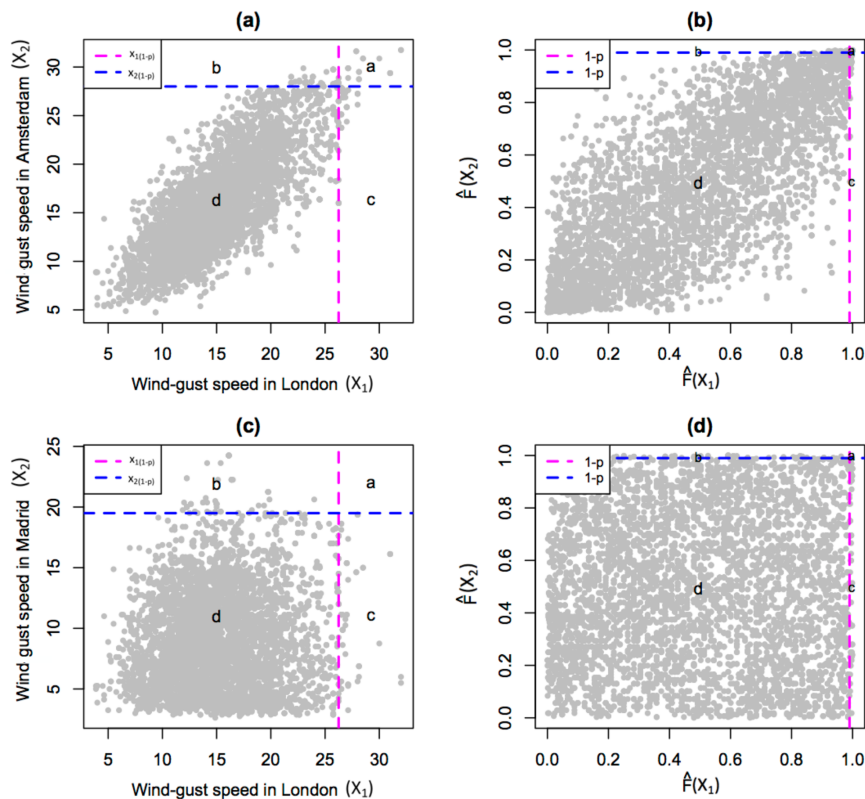 (a)
x1(1-p)
x2(1-p)
b
a
d
c
5 10 15 20 25 30
5 10 15 20 25 30
Wind-gust speed in Amsterdam (X2)
Wind-gust speed in London (X1)
(b)
1-p
1-p
b
a
d
c
0.0 0.2 0.4 0.6 0.8 1.0
0.0 0.2 0.4 0.6 0.8 1.0
F̂(X2)
F̂(X1)
(c)
x1(1-p)
x2(1-p)
b
a
d
c
5 10 15 20 25
5 10 15 20 25 30
Wind gust speed in Madrid (X2)
Wind-gust speed in London (X1)
(d)
1-p
1-p
b
a
d
c
0.0 0.2 0.4 0.6 0.8 1.0
0.0 0.2 0.4 0.6 0.8 1.0
F̂(X2)
F̂(X1)